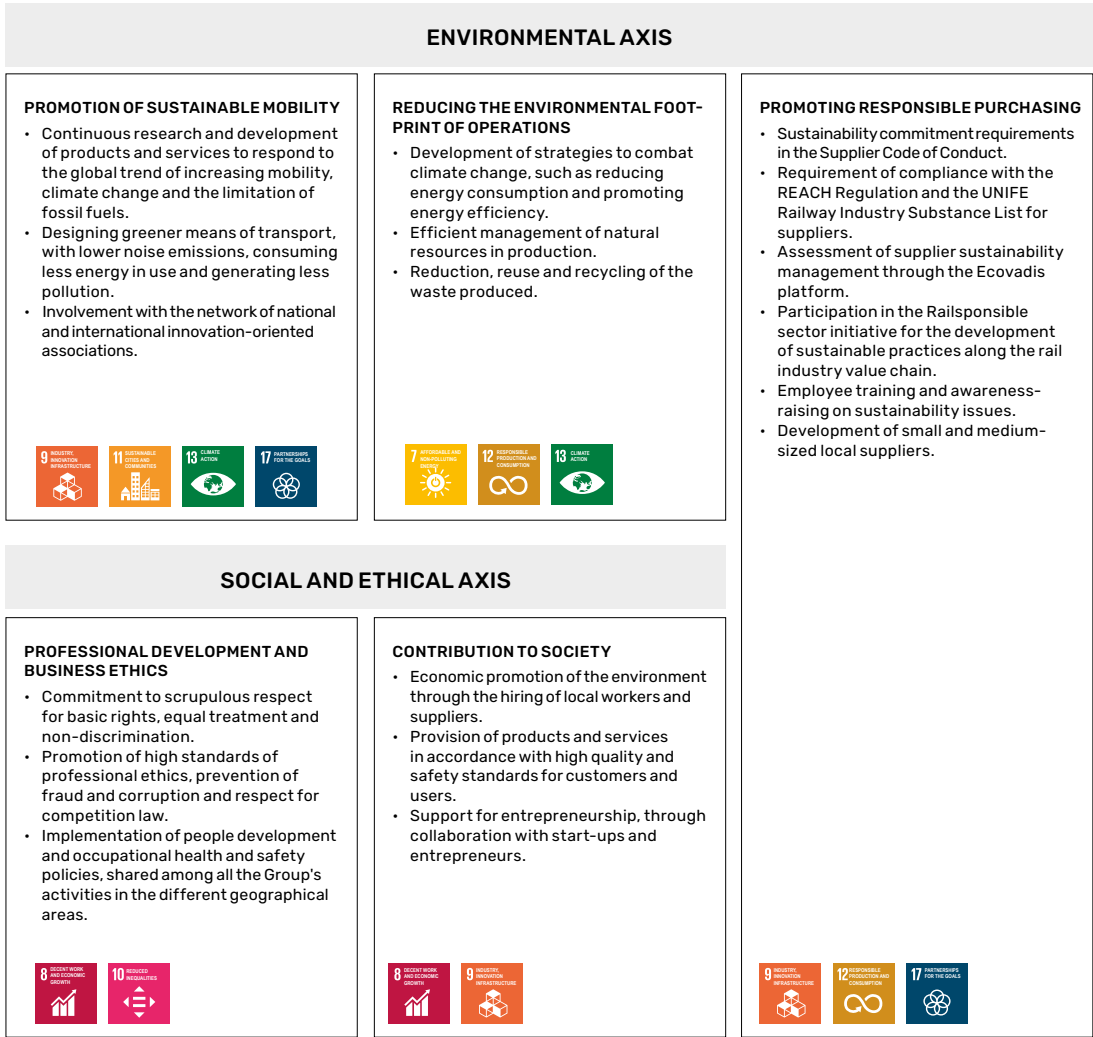 ENVIRONMENTAL AXIS
PROMOTION OF SUSTAINABLE MOBILITY
• Continuous research and development
of products and services to respond to
the global trend of increasing mobility,
climate change and the limitation of
fossil fuels.
• Designing greener means of transport,
with lower noise emissions, consuming
less energy in use and generating less
pollution.
• Involvement with the network of national
and international innovation-oriented
associations.
9 INDUSTRY,
INNOVATION
INFRASTRUCTURE
11 SUSTAINABLE
CITIES AND
COMMUNITIES
13 CLIMATE
ACTION
17 PARTNERSHIPS
FOR THE GOALS
REDUCING THE ENVIRONMENTAL FOOT-
PRINT OF OPERATIONS
• Development of strategies to combat
climate change, such as reducing
energy consumption and promoting
energy efficiency.
• Efficient management of natural
resources in production.
• Reduction, reuse and recycling of the
waste produced.
7 AFFORDABLE AND
NON-POLLUTING
ENERGY
12 RESPONSIBLE
PRODUCTION AND
CONSUMPTION
13 CLIMATE
ACTION
PROMOTING RESPONSIBLE PURCHASING
• Sustainability commitment requirements
in the Supplier Code of Conduct.
• Requirement of compliance with the
REACH Regulation and the UNIFE
Railway Industry Substance List for
suppliers.
• Assessment of supplier sustainability
management through the Ecovadis
platform.
• Participation in the Railsponsible
sector initiative for the development
of sustainable practices along the rail
industry value chain.
• Employee training and awareness-
raising on sustainability issues.
• Development of small and medium-
sized local suppliers.
9 INDUSTRY,
INNOVATION
INFRASTRUCTURE
12 RESPONSIBLE
PRODUCTION AND
CONSUMPTION
17 PARTNERSHIPS
FOR THE GOALS
SOCIAL AND ETHICAL AXIS
PROFESSIONAL DEVELOPMENT AND
BUSINESS ETHICS
• Commitment to scrupulous respect
for basic rights, equal treatment and
non-discrimination.
• Promotion of high standards of
professional ethics, prevention of
fraud and corruption and respect for
competition law.
• Implementation of people development
and occupational health and safety
policies, shared among all the Group's
activities in the different geographical
areas.
8 DECENT WORK
AND ECONOMIC
GROWTH
10 REDUCED
INEQUALITIES
CONTRIBUTION TO SOCIETY
• Economic promotion of the environment
through the hiring of local workers and
suppliers.
• Provision of products and services
in accordance with high quality and
safety standards for customers and
users.
• Support for entrepreneurship, through
collaboration with start-ups and
entrepreneurs.
8 DECENT WORK
AND ECONOMIC
GROWTH
9 INDUSTRY,
INNOVATION
INFRASTRUCTURE